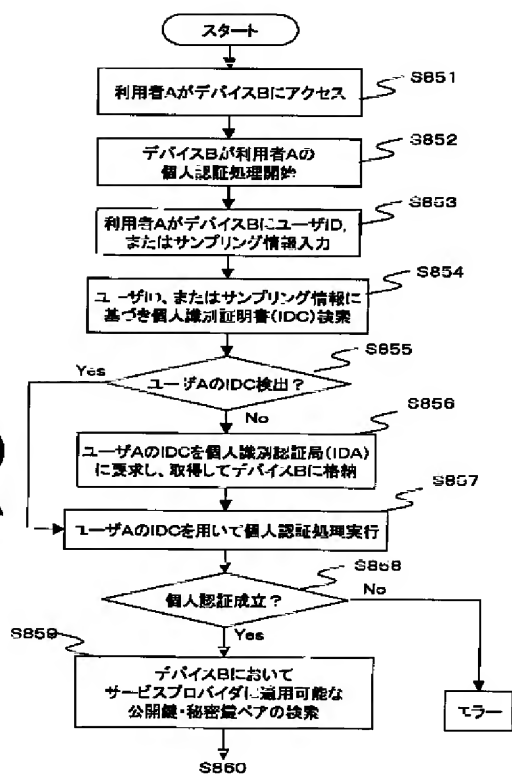 スタート
S851
利用者AがデバイスBにアクセス
S852
デバイスBが利用者Aの
個人認証処理開始
S853
利用者AがデバイスBにユーザID,
またはサンプリング情報入力
S854
ユーザID、またはサンプリング情報に
基づき個人識別証明書(IDC)検索
S855
ユーザAのIDC検出？
Yes
No
S856
ユーザAのIDCを個人識別認証局(IDA)
に要求し、取得してデバイスBに格納
S857
ユーザAのIDCを用いて個人認証処理実行
S858
個人認証成立？
No
Yes
S859
デバイスBにおいて
サービスプロバイダに適用可能な
公開鍵・秘密鍵ペアの検索
エラー
S860